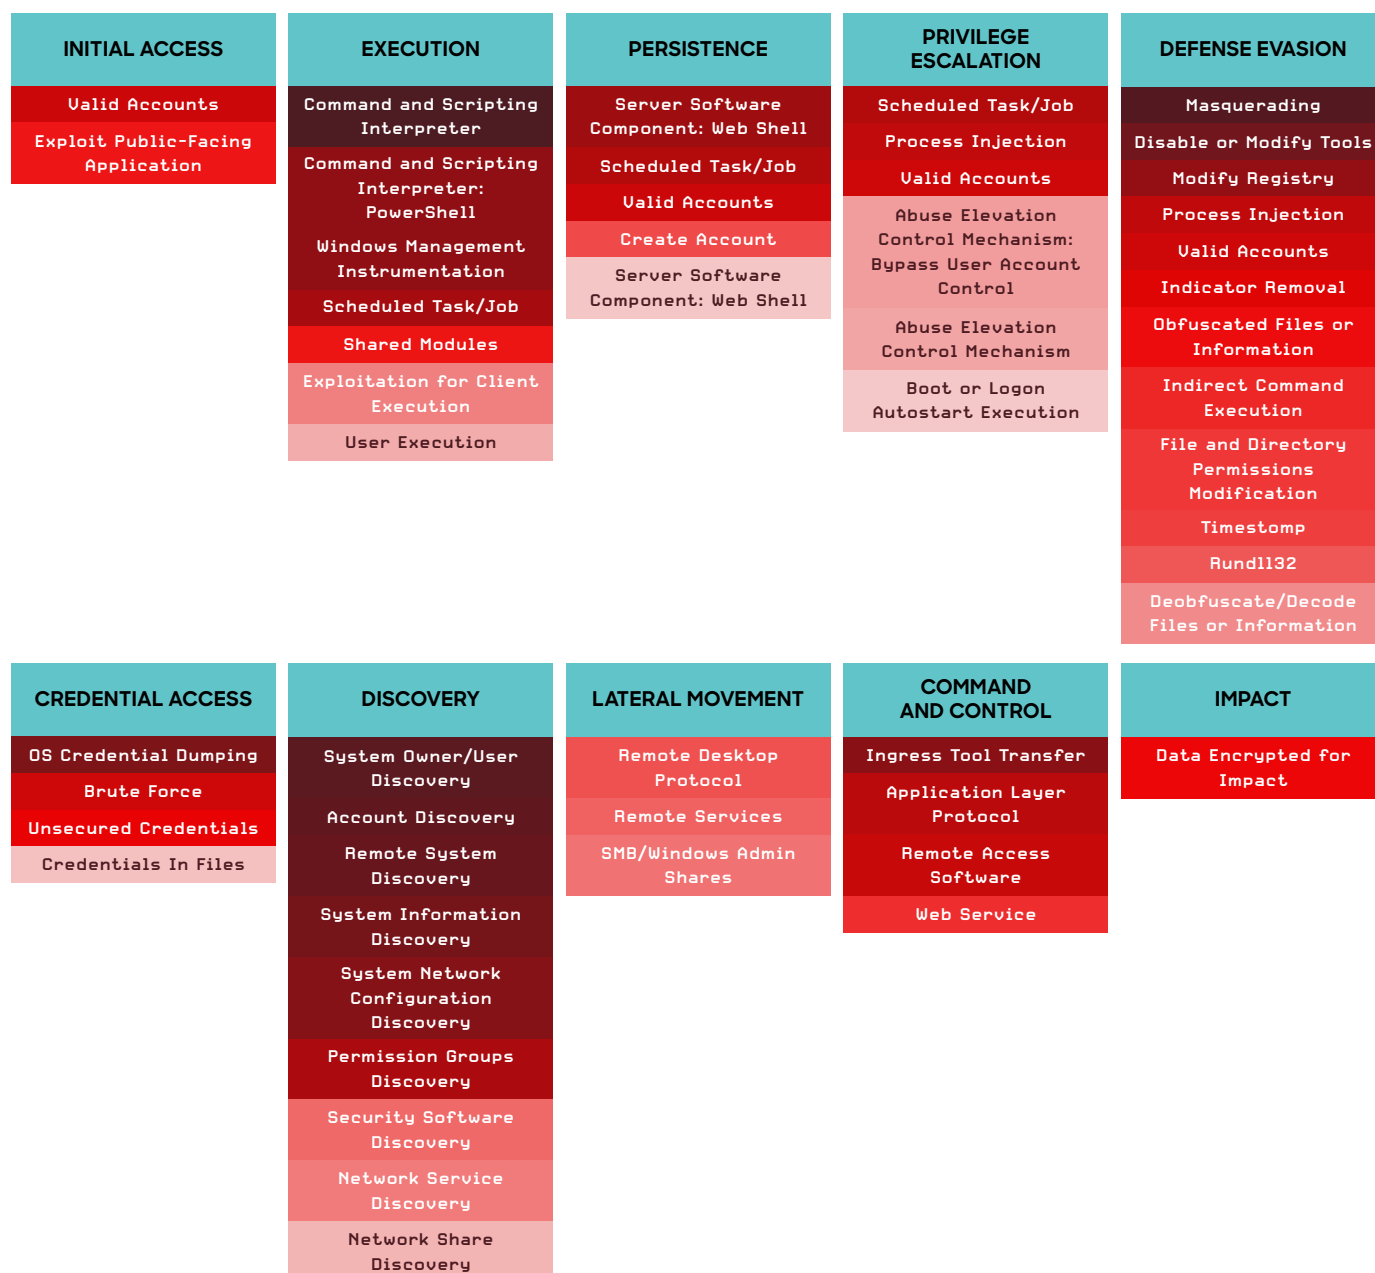 INITIAL ACCESS
Valid Accounts
Exploit Public-Facing
Application
EXECUTION
Command and Scripting
Interpreter
Command and Scripting
Interpreter:
PowerShell
Windows Management
Instrumentation
Scheduled Task/Job
Shared Modules
Exploitation for Client
Execution
User Execution
PERSISTENCE
Server Software
Component: Web Shell
Scheduled Task/Job
Valid Accounts
Create Account
Server Software
Component: Web Shell
PRIVILEGE
ESCALATION
Scheduled Task/Job
Process Injection
Valid Accounts
Abuse Elevation
Control Mechanism:
Bypass User Account
Control
Abuse Elevation
Control Mechanism
Boot or Logon
Autostart Execution
DEFENSE EVASION
Masquerading
Disable or Modify Tools
Modify Registry
Process Injection
Valid Accounts
Indicator Removal
Obfuscated Files or
Information
Indirect Command
Execution
File and Directory
Permissions
Modification
Timestomp
Rundll32
Deobfuscate/Decode
Files or Information
CREDENTIAL ACCESS
OS Credential Dumping
Brute Force
Unsecured Credentials
Credentials In Files
DISCOVERY
System Owner/User
Discovery
Account Discovery
Remote System
Discovery
System Information
Discovery
System Network
Configuration
Discovery
Permission Groups
Discovery
Security Software
Discovery
Network Service
Discovery
Network Share
Discovery
LATERAL MOVEMENT
Remote Desktop
Protocol
Remote Services
SMB/Windows Admin
Shares
COMMAND
AND CONTROL
Ingress Tool Transfer
Application Layer
Protocol
Remote Access
Software
Web Service
IMPACT
Data Encrypted for
Impact